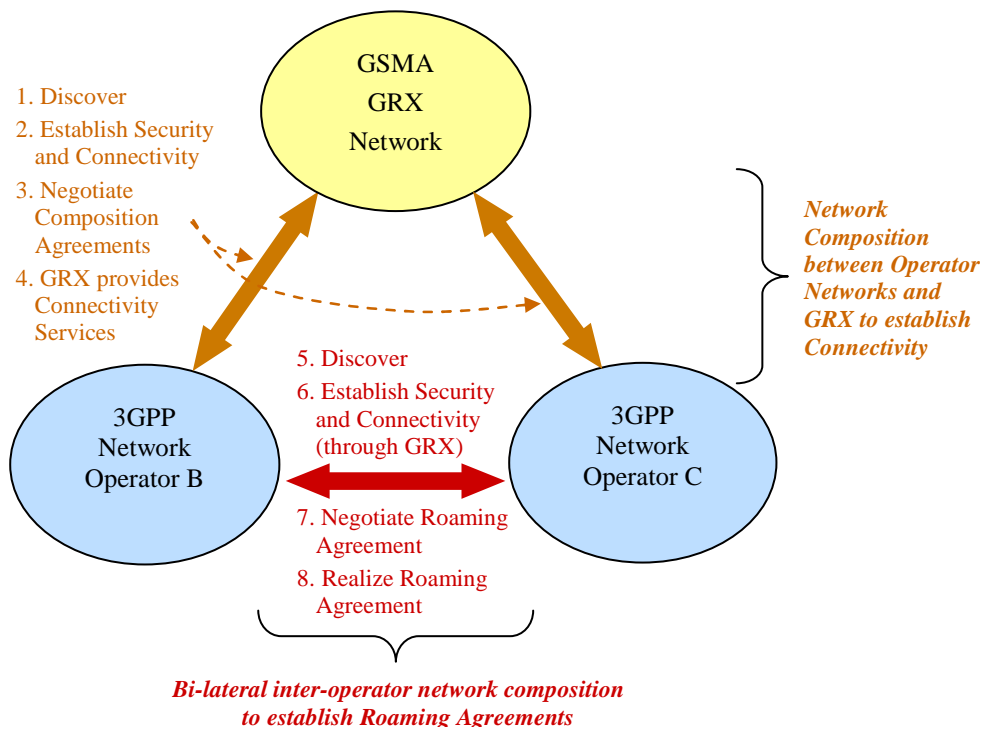 GSMA
GRX
Network
1. Discover
2. Establish Security
and Connectivity
3. Negotiate
Composition
Agreements
4. GRX provides
Connectivity
Services
Network
Composition
between Operator
Networks and
GRX to establish
Connectivity
3GPP
Network
Operator B
5. Discover
6. Establish Security
and Connectivity
(through GRX)
7. Negotiate Roaming
Agreement
8. Realize Roaming
Agreement
3GPP
Network
Operator C
Bi-lateral inter-operator network composition
to establish Roaming Agreements